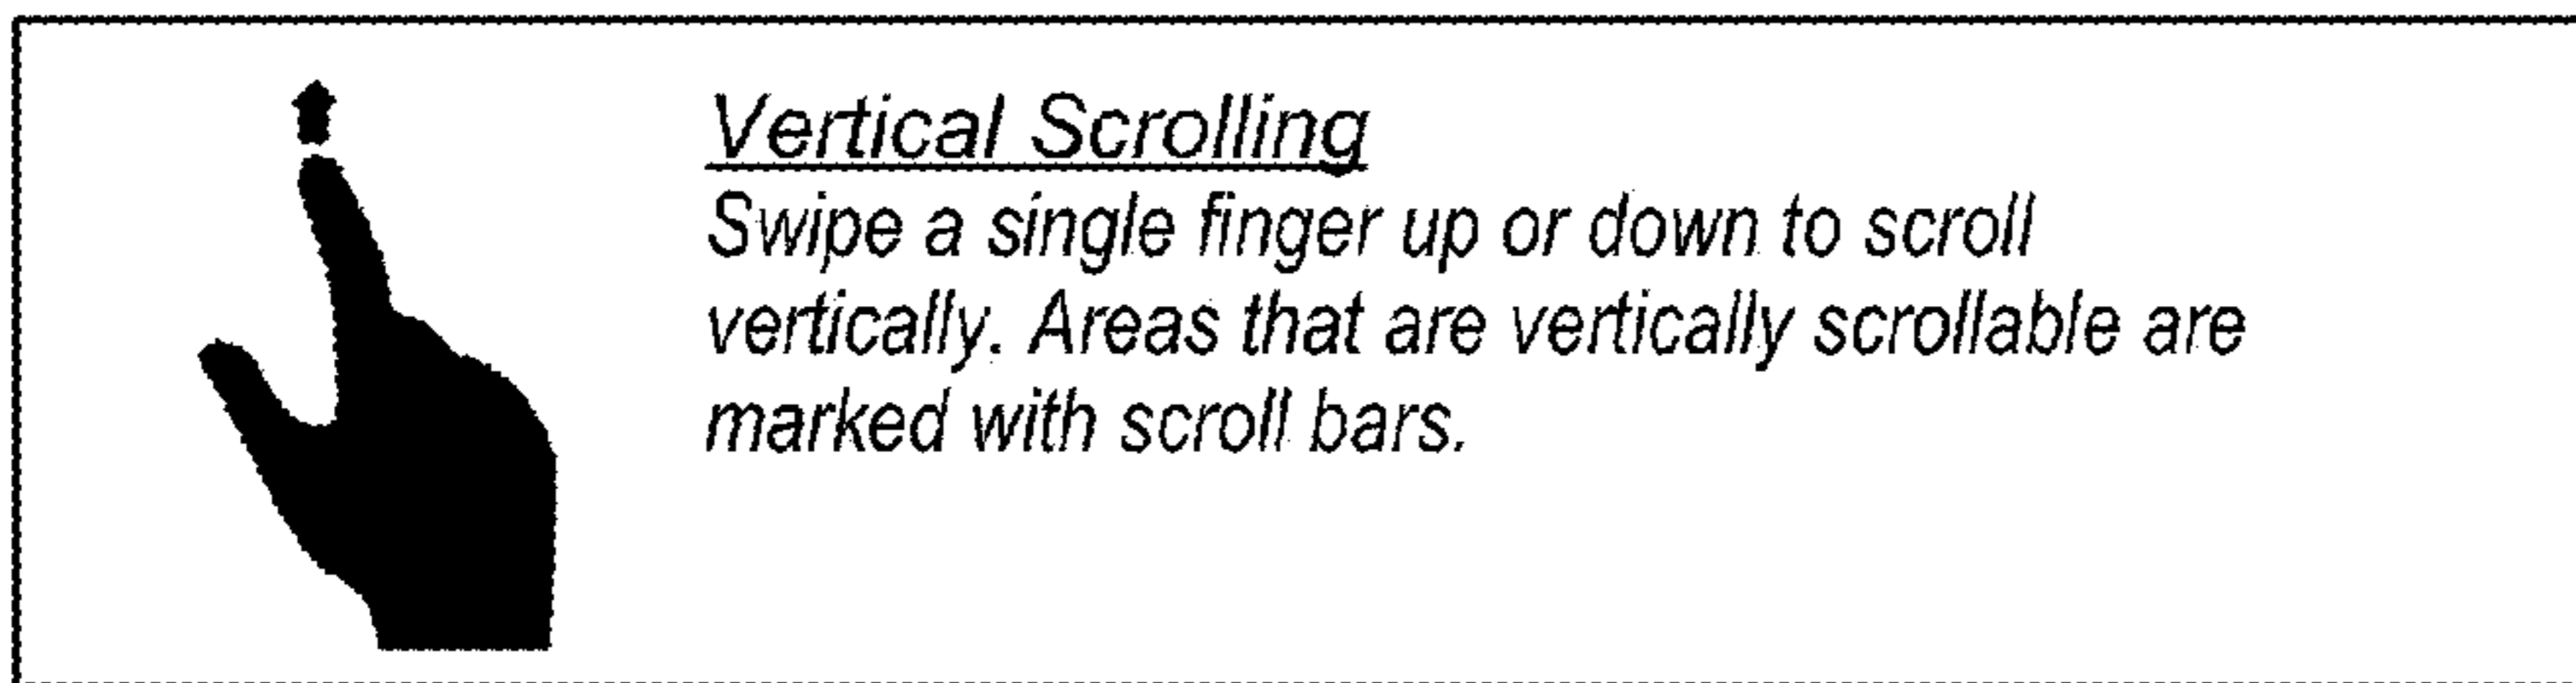 Vertical Scrolling
Swipe a single finger up or down to scroll
vertically. Areas that are vertically scrollable are
marked with scroll bars.